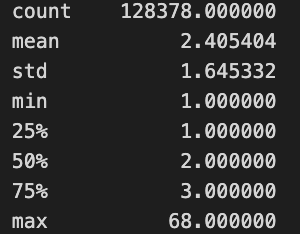 count 128378.000000
mean 2.405404
std 1.645332
min 1.000000
25% 1.000000
50% 2.000000
75% 3.000000
max 68.000000